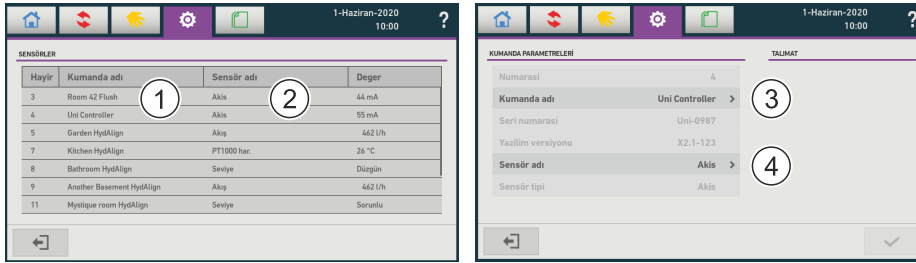 1-Haziran-2020
10:00
?
SENSÖRLER
Hayir Kumanda adı Sensör adı Deger
3 Room 42 Flush Akis 44 mA
4 Uni Controller Akis 55 mA
5 Garden HydAlign Akış 462 l/h
7 Kitchen HydAlign PT1000 har. 26 °C
8 Bathroom HydAlign Seviye Düzgün
9 Another Basement HydAlign Akış 462 l/h
11 Mystique room HydAlign Seviye Sorunlu
1
2
1-Haziran-2020
10:00
?
KUMANDA PARAMETRELERİ
TALIMAT
Numarasi 4
Kumanda adı Uni Controller >
Seri numarasi Uni-0987
Yazilim versiyonu X2.1-123
Sensör adı Akis >
Sensör tipi Akis
3
4